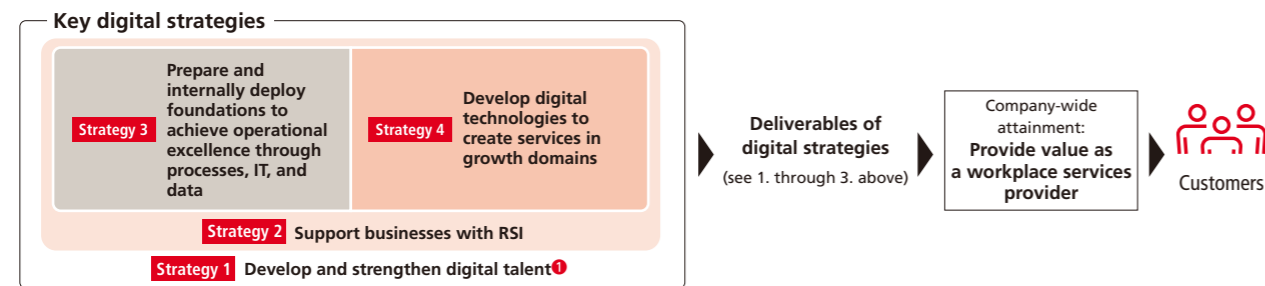 Key digital strategies
Strategy 3
Prepare and
internally deploy
foundations to
achieve operational
excellence through
processes, IT, and
data
Strategy 4
Develop digital
technologies to
create services in
growth domains
Strategy 2 Support businesses with RSI
Strategy 1 Develop and strengthen digital talent❶
Deliverables of
digital strategies
(see 1. through 3. above)
Company-wide
attainment:
Provide value as
a workplace services
provider
Customers